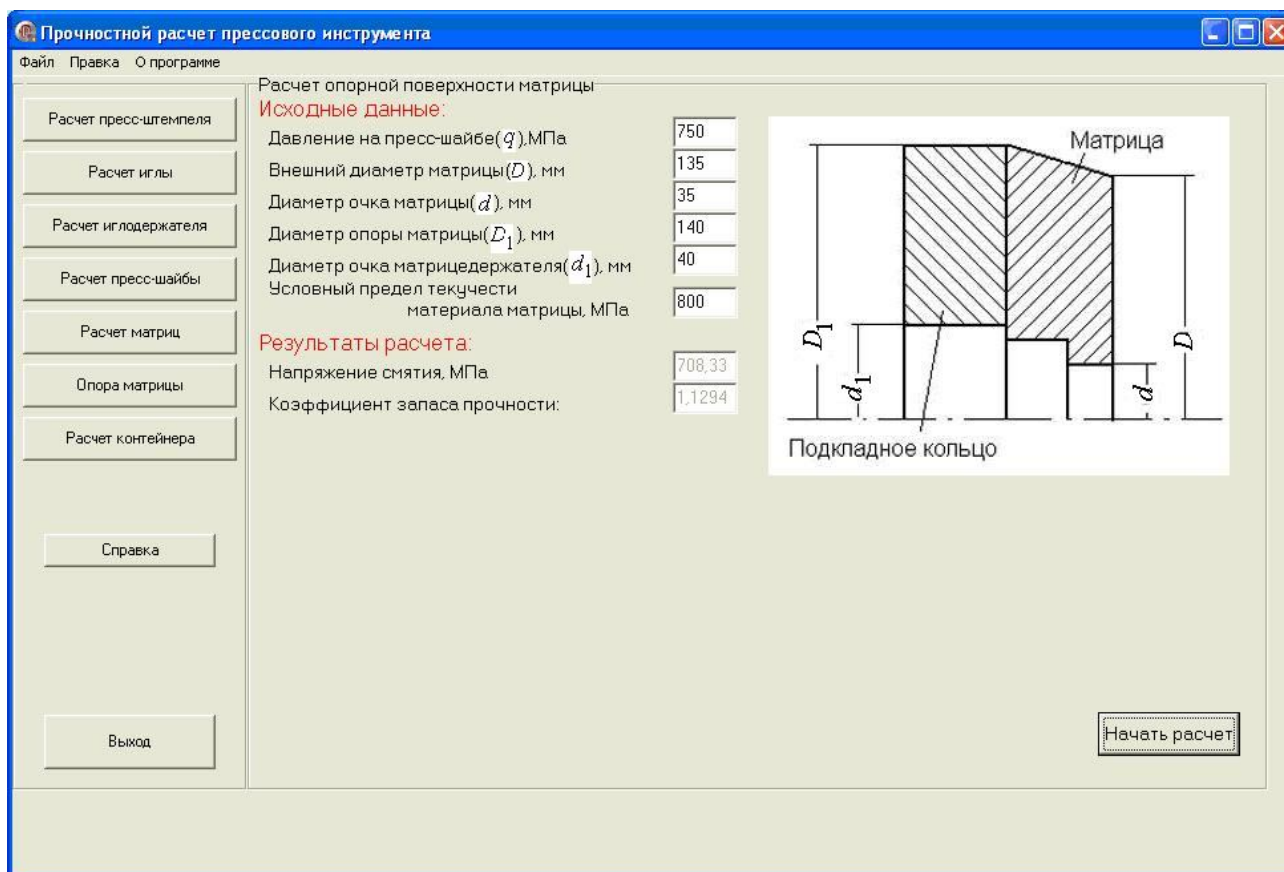 Прочностной расчет прессового инструмента
Файл Правка О программе
Расчет пресс-штемпеля
Расчет иглы
Расчет иглодержателя
Расчет пресс-шайбы
Расчет матриц
Опора матрицы
Расчет контейнера
Справка
Выход
Расчет опорной поверхности матрицы
Исходные данные:
Давление на пресс-шайбе(q),МПа 750
Внешний диаметр матрицы(D), мм 135
Диаметр очка матрицы(d), мм 35
Диаметр опоры матрицы(D₁), мм 140
Диаметр очка матрицедержателя(d₁), мм 40
Условный предел текучести
материала матрицы, МПа 800
Результаты расчета:
Напряжение смятия, МПа 708,33
Коэффициент запаса прочности: 1,1294
Матрица
D₁
d₁
d
D
Подкладное кольцо
Начать расчет